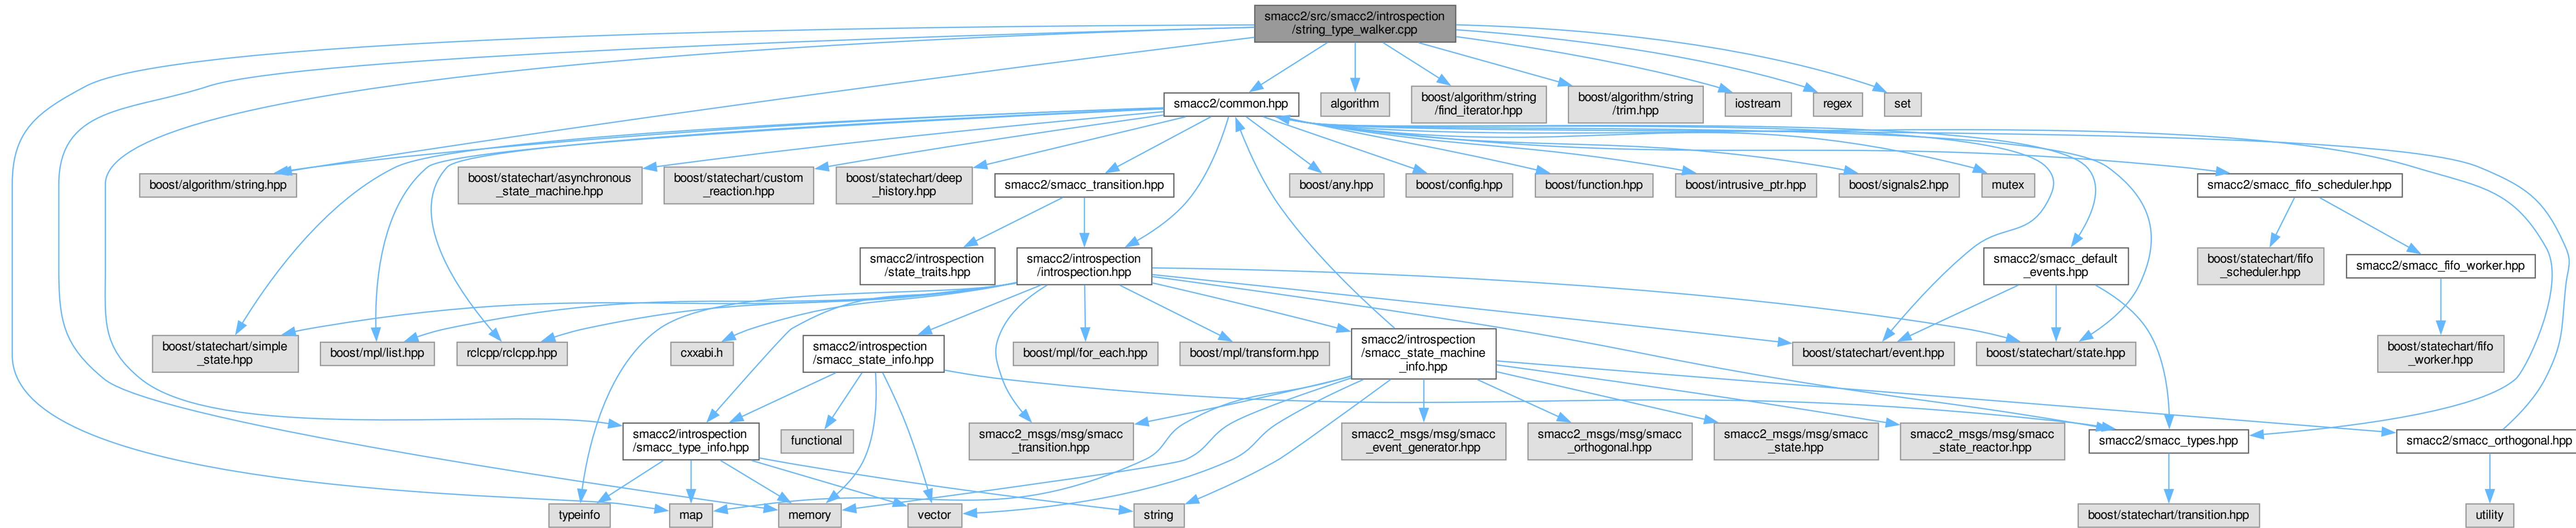 smacc2/src/smacc2/introspection
/string_type_walker.cpp
smacc2/common.hpp
algorithm
boost/algorithm/string
/find_iterator.hpp
boost/algorithm/string
/trim.hpp
iostream
regex
set
boost/algorithm/string.hpp
boost/statechart/asynchronous
_state_machine.hpp
boost/statechart/custom
_reaction.hpp
boost/statechart/deep
_history.hpp
smacc2/smacc_transition.hpp
boost/any.hpp
boost/config.hpp
boost/function.hpp
boost/intrusive_ptr.hpp
boost/signals2.hpp
mutex
smacc2/smacc_fifo_scheduler.hpp
smacc2/introspection
/state_traits.hpp
smacc2/introspection
/introspection.hpp
smacc2/smacc_default
_events.hpp
boost/statechart/fifo
_scheduler.hpp
smacc2/smacc_fifo_worker.hpp
boost/statechart/simple
_state.hpp
boost/mpl/list.hpp
rclcpp/rclcpp.hpp
cxxabi.h
smacc2/introspection
/smacc_state_info.hpp
boost/mpl/for_each.hpp
boost/mpl/transform.hpp
smacc2/introspection
/smacc_state_machine
_info.hpp
boost/statechart/event.hpp
boost/statechart/state.hpp
boost/statechart/fifo
_worker.hpp
smacc2/introspection
/smacc_type_info.hpp
functional
smacc2_msgs/msg/smacc
_transition.hpp
smacc2_msgs/msg/smacc
_event_generator.hpp
smacc2_msgs/msg/smacc
_orthogonal.hpp
smacc2_msgs/msg/smacc
_state.hpp
smacc2_msgs/msg/smacc
_state_reactor.hpp
smacc2/smacc_types.hpp
smacc2/smacc_orthogonal.hpp
typeinfo
map
memory
vector
string
boost/statechart/transition.hpp
utility